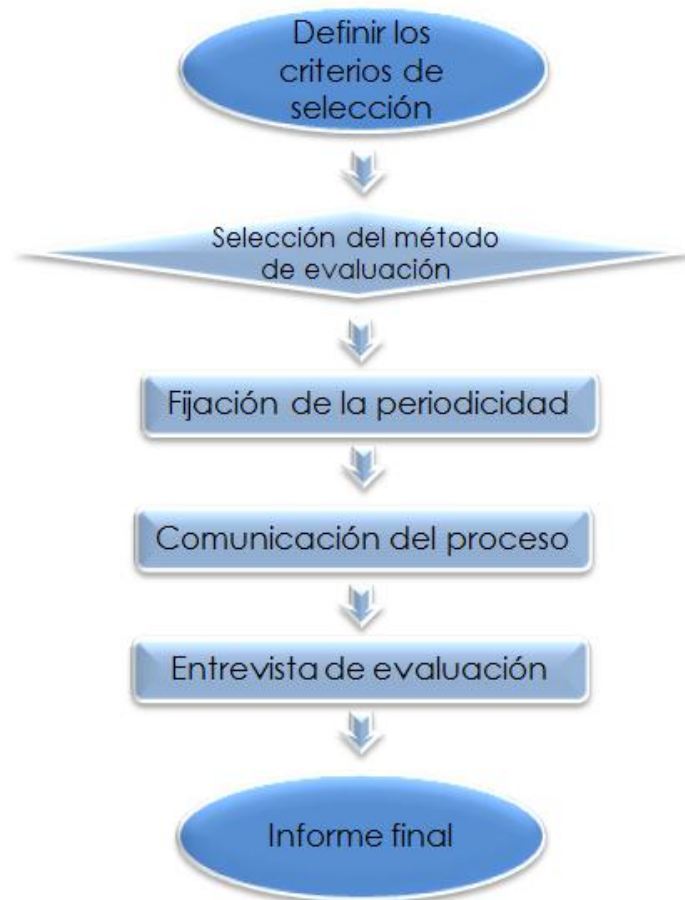 Definir los
criterios de
selección
Selección del método
de evaluación
Fijación de la periodicidad
Comunicación del proceso
Entrevista de evaluación
Informe final